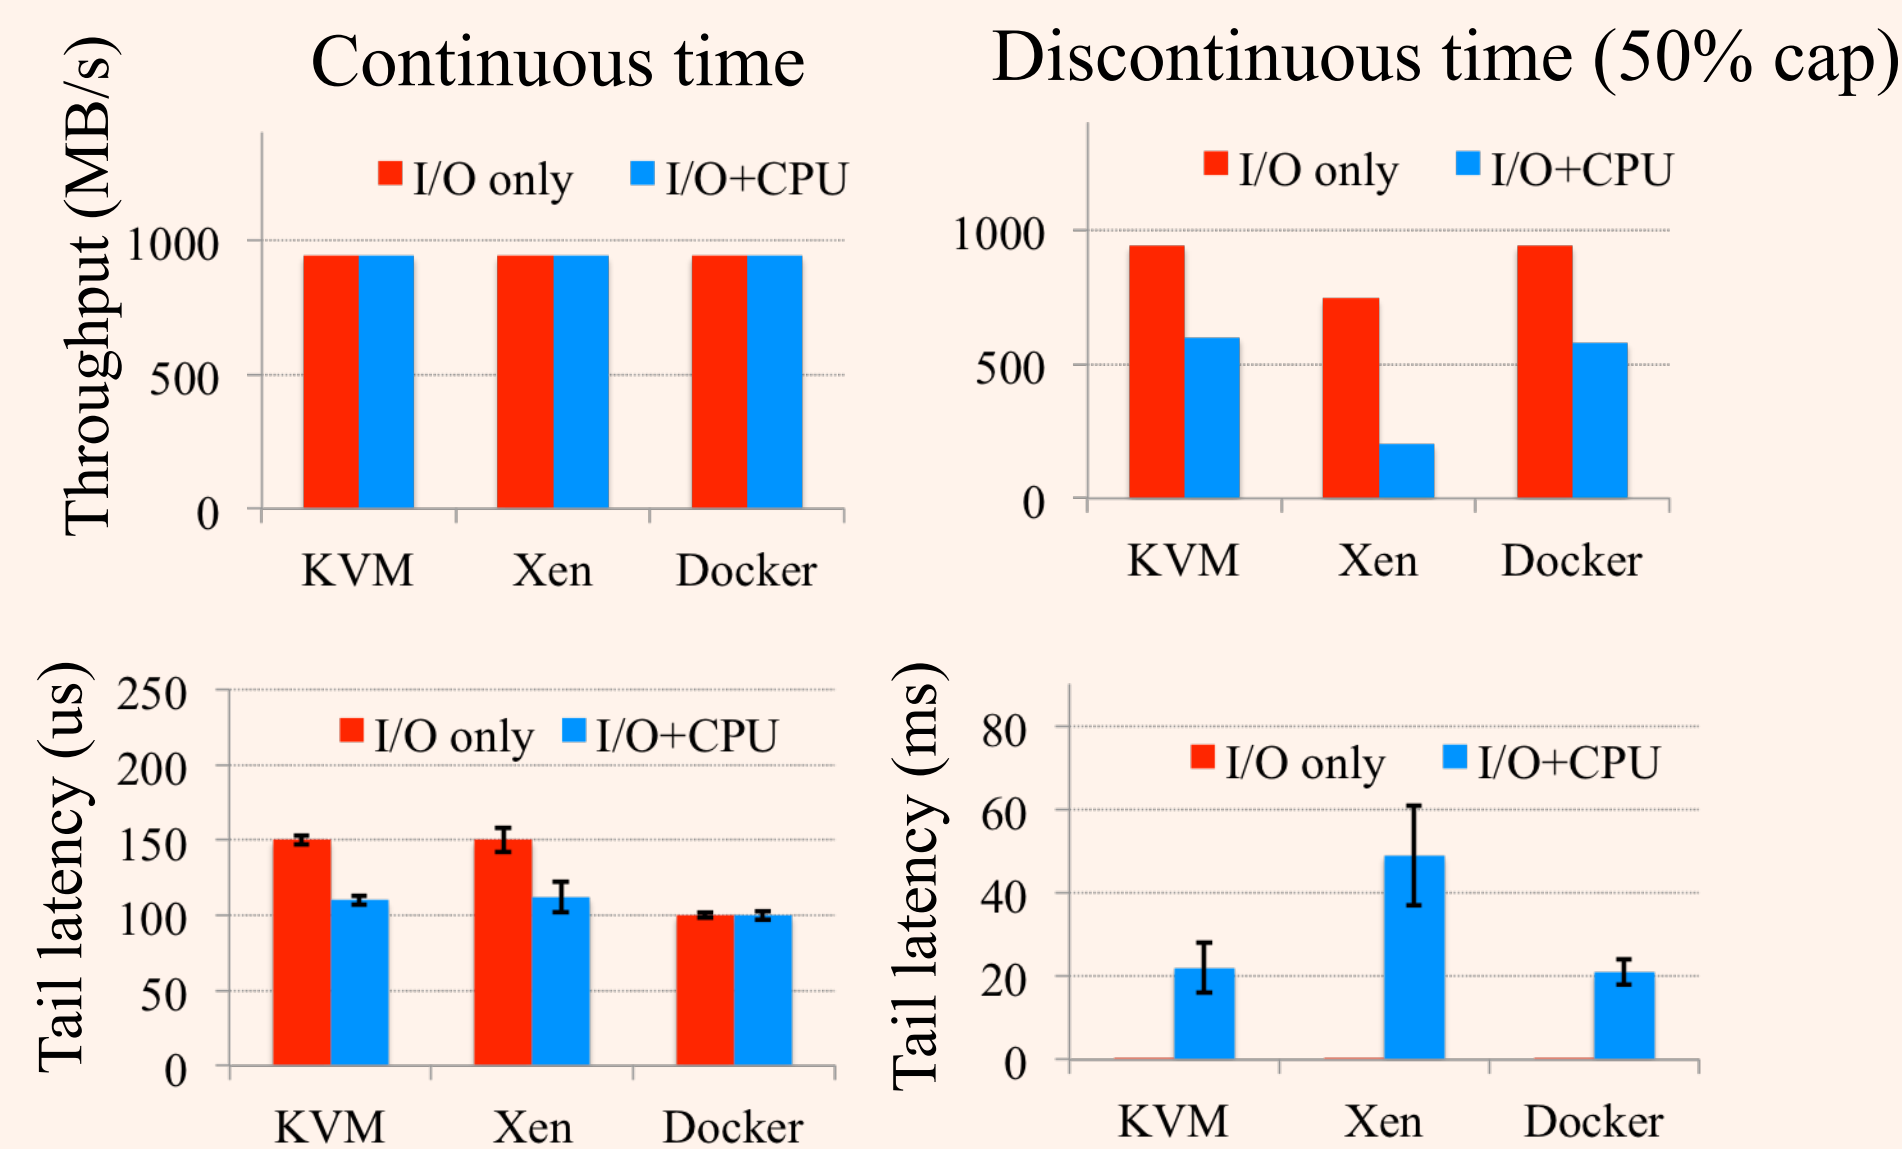 Continuous time
Throughput (MB/s)
I/O only
I/O+CPU
1000
500
0
KVM
Xen
Docker
Discontinuous time (50% cap)
I/O only
I/O+CPU
1000
500
0
KVM
Xen
Docker
Tail latency (us)
250
I/O only
I/O+CPU
200
150
100
50
0
KVM
Xen
Docker
Tail latency (ms)
80
I/O only
I/O+CPU
60
40
20
0
KVM
Xen
Docker